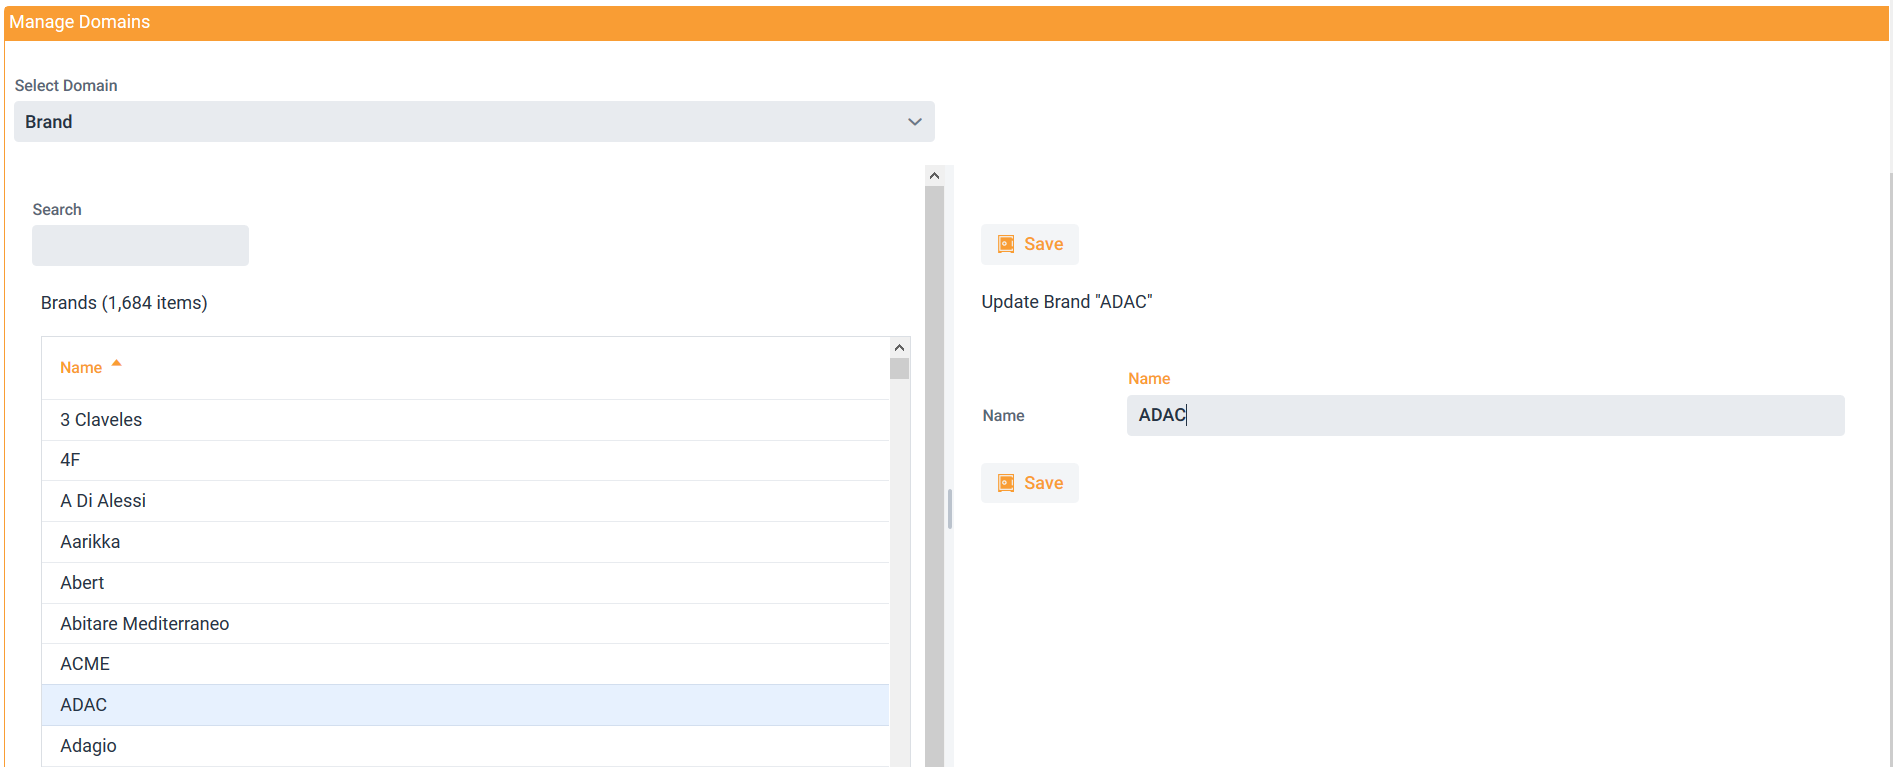 Manage Domains
Select Domain
Brand
Search
Brands (1,684 items)
Name
3 Claveles
4F
A Di Alessi
Aarikka
Abert
Abitare Mediterraneo
ACME
ADAC
Adagio
Save
Update Brand "ADAC"
Name
Name
ADAC
Save